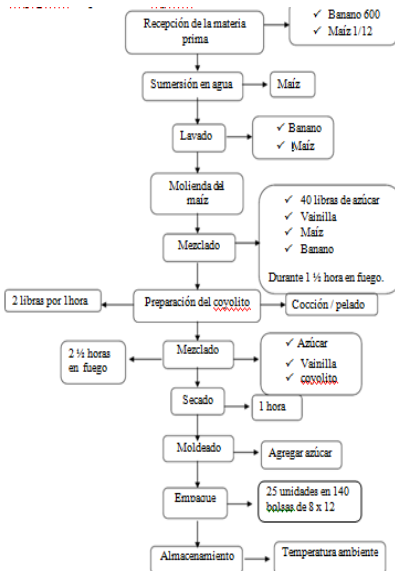 Recepción de la materia
prima
✓ Banano 600
✓ Maíz 1/12
Sumersión en agua
Maíz
Lavado
✓ Banano
✓ Maíz
Molienda del
maíz
✓ 40 libras de azúcar
✓ Vainilla
✓ Maíz
✓ Banano
Durante 1 ½ hora en fuego.
Mezclado
2 libras por 1hora
Preparación del coyolito
Cocción / pelado
2 ½ horas
en fuego
Mezclado
✓ Azúcar
✓ Vainilla
✓ coyolito
Secado
1 hora
Moldeado
Agregar azúcar
Empaque
25 unidades en 140
bolsas de 8 x 12
Almacenamiento
Temperatura ambiente